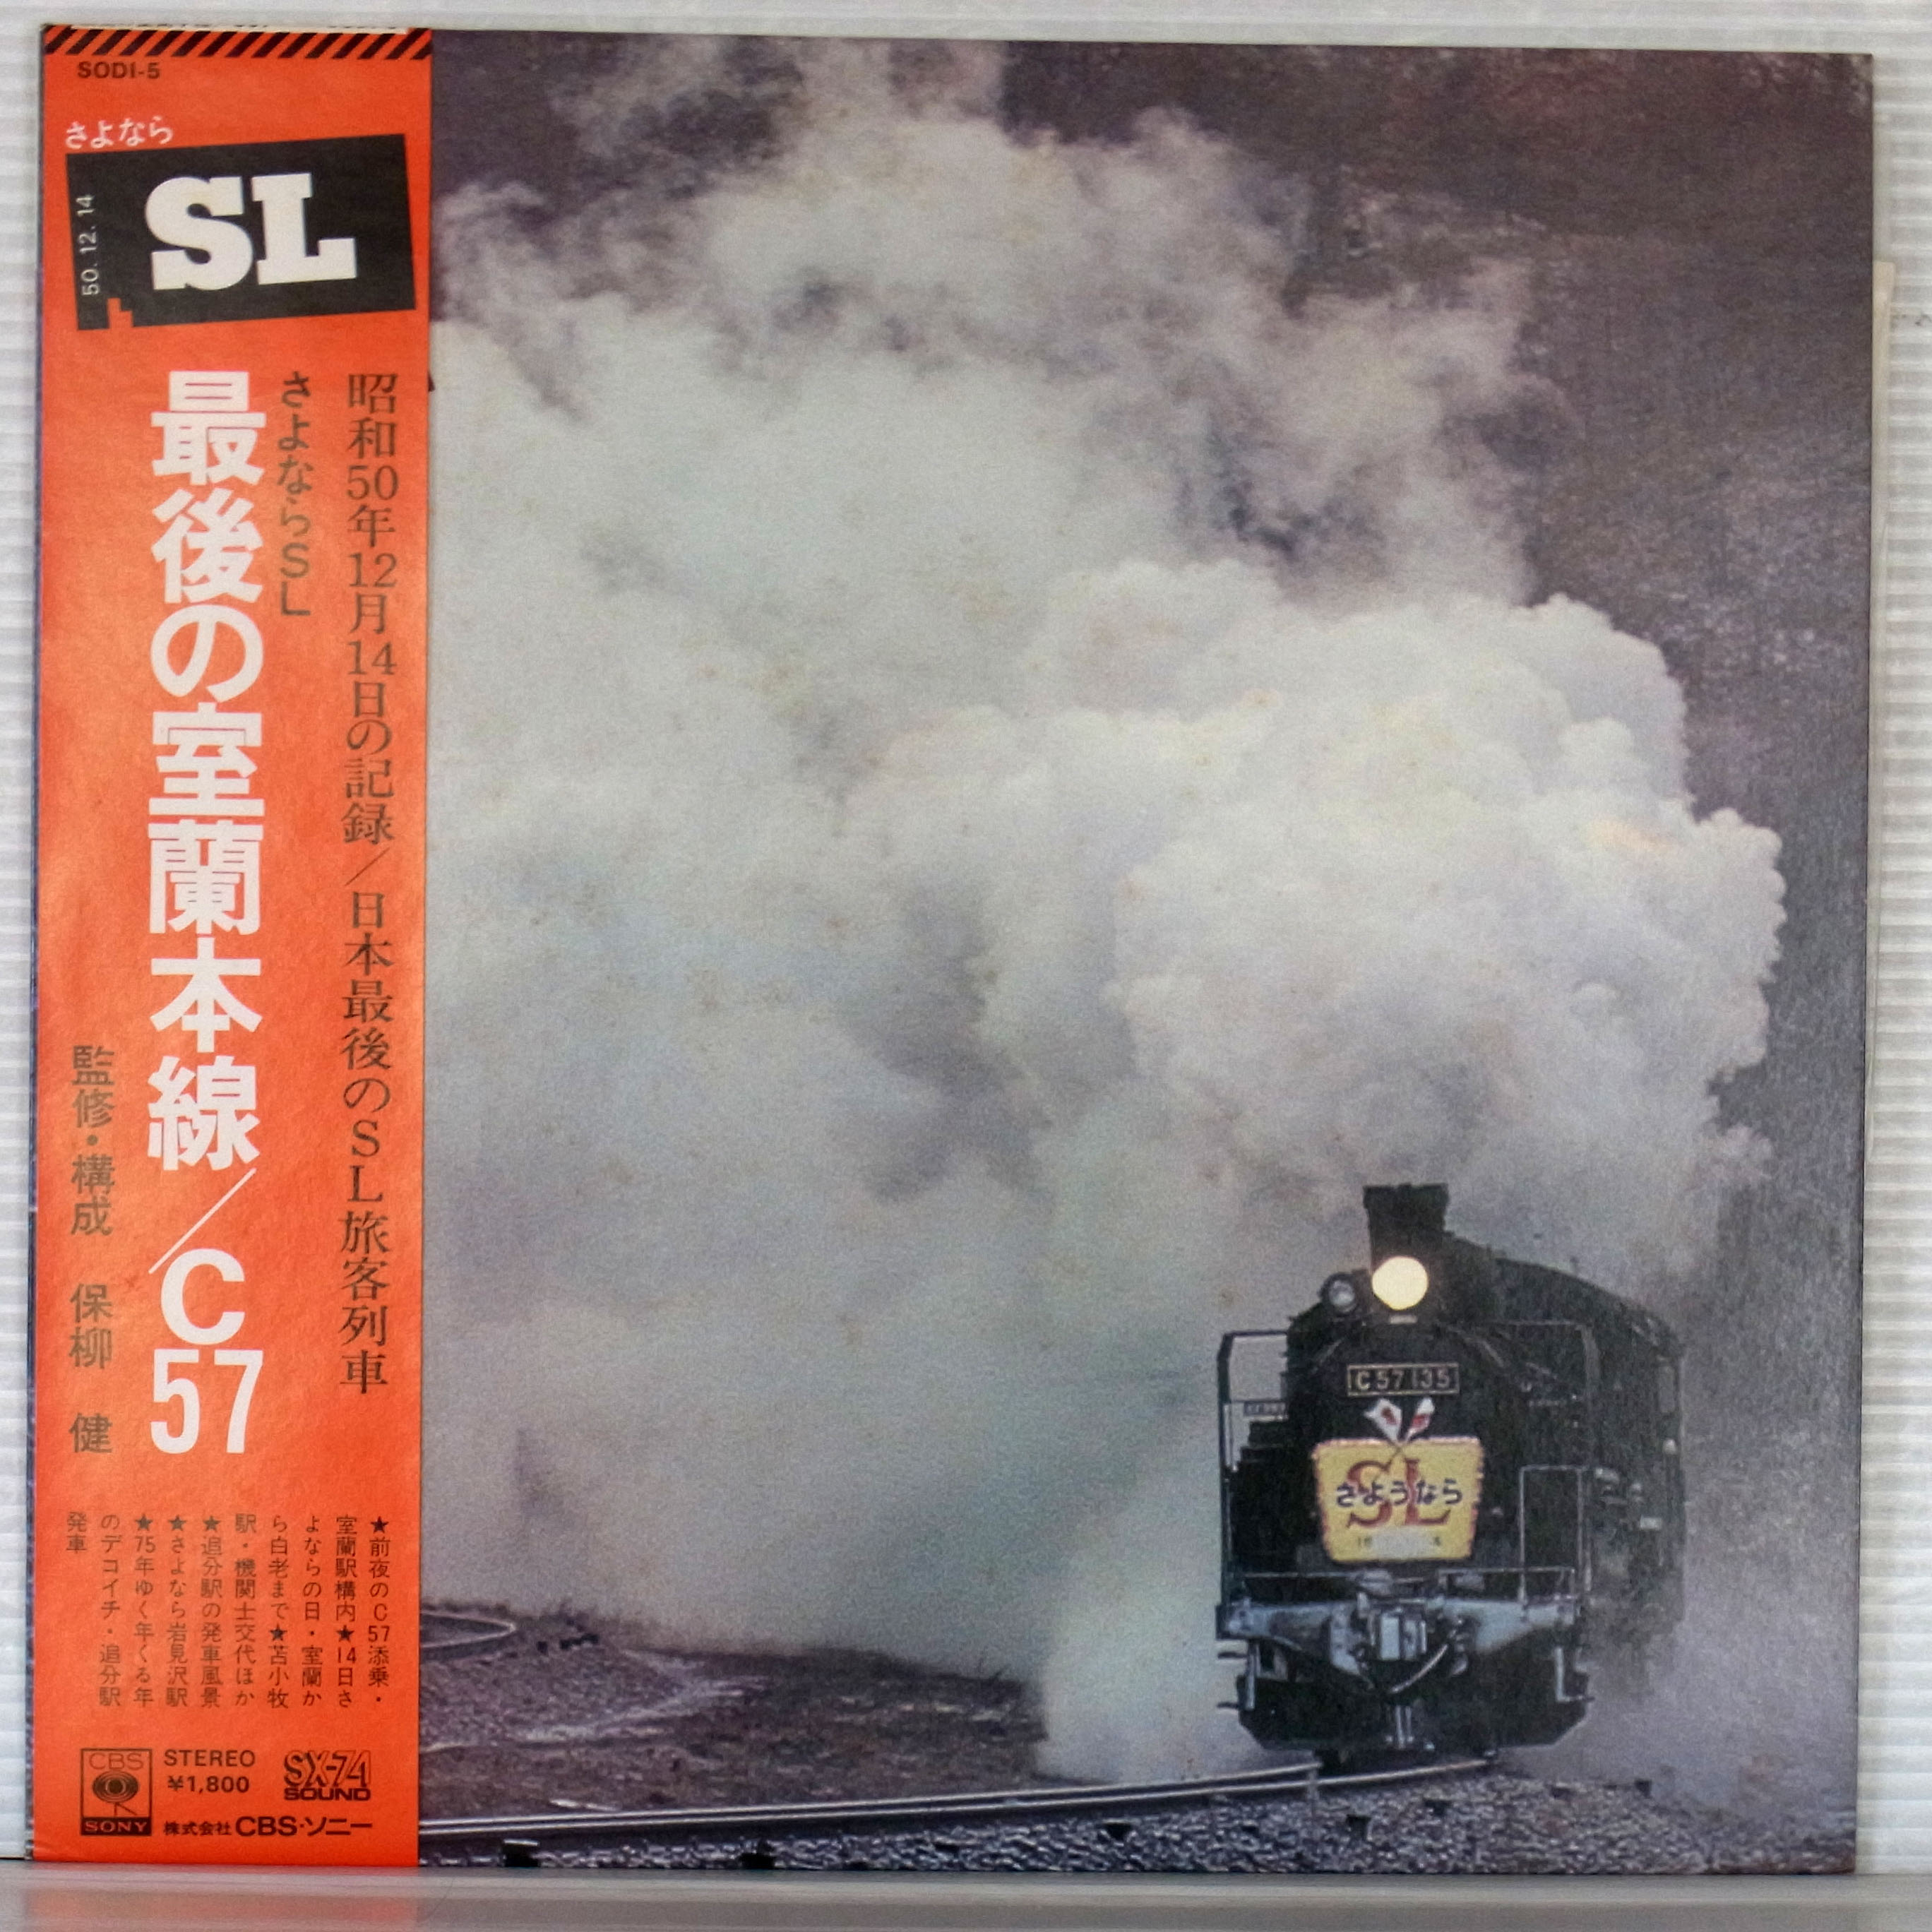 SODI-5
さよなら
SL
50.12.14
昭和50年12月14日の記録／日本最後のSL旅客列車
さよならSL
最後の室蘭本線／C57
監修・構成 保柳 健
★前夜のC57添乗・
室蘭駅構内★14日さ
よならの日・室蘭か
ら白老まで★苫小牧
駅・機関士交代ほか
★追分駅の発車風景
★さよなら岩見沢駅
★75年ゆく年くる年
のデコイチ・追分駅
発車
CBS
SONY
STEREO
¥1,800
SX-74
SOUND
株式会社CBS・ソニー
C57 135
SL
さようなら